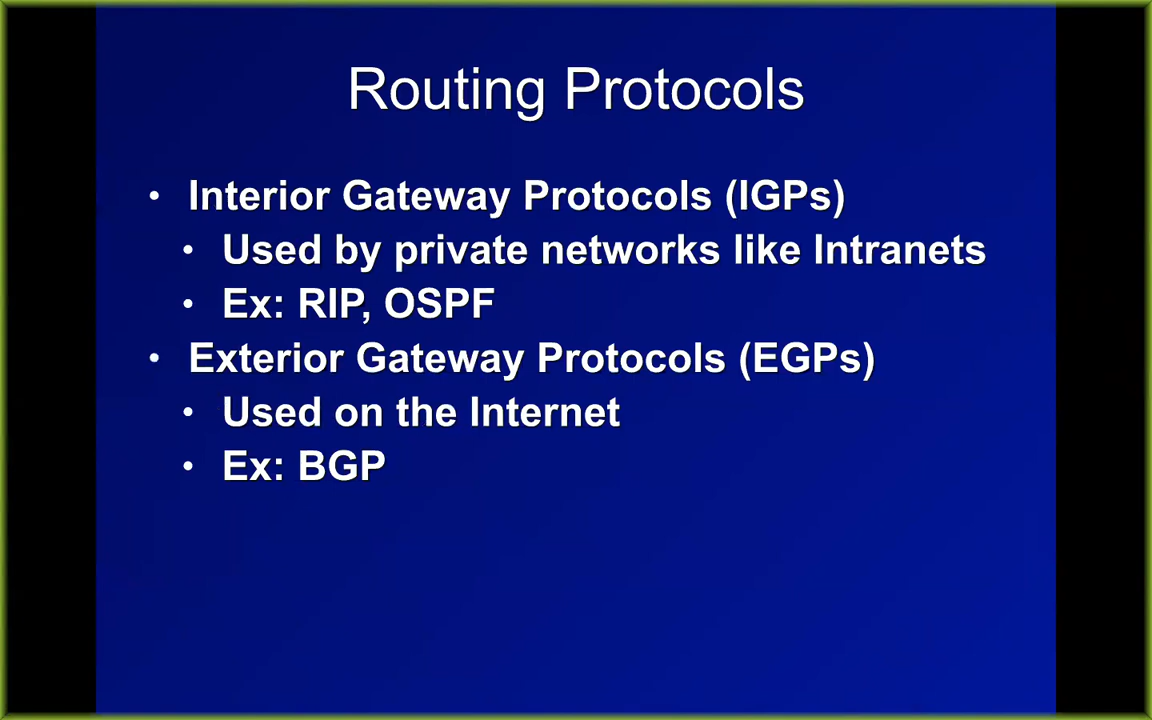 Routing Protocols
• Interior Gateway Protocols (IGPs)
• Used by private networks like Intranets
• Ex: RIP, OSPF
• Exterior Gateway Protocols (EGPs)
• Used on the Internet
• Ex: BGP